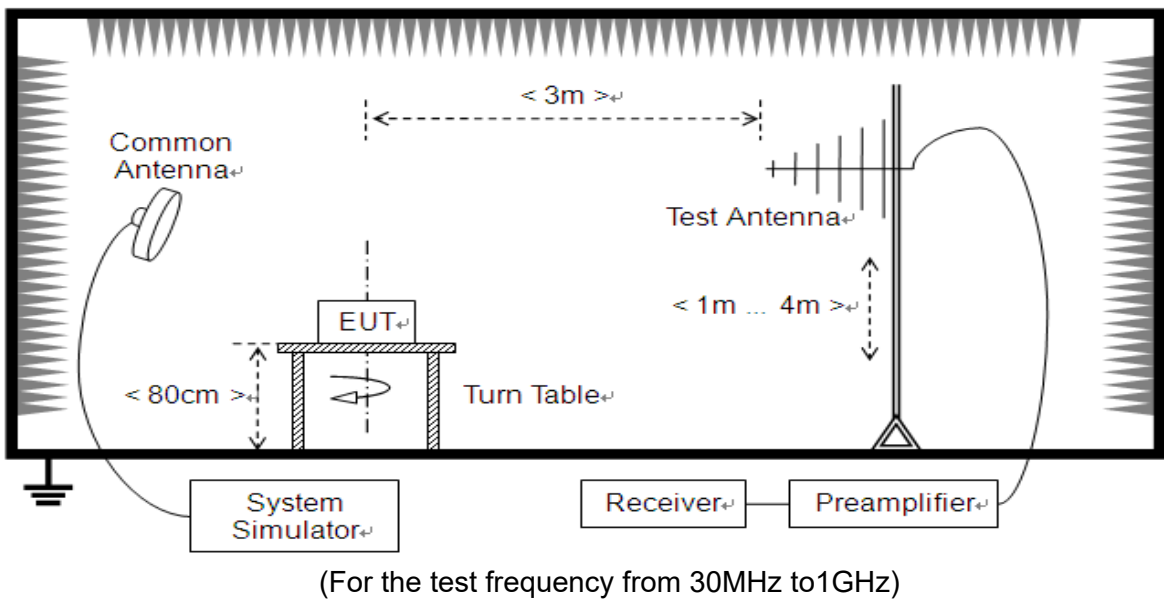 < 3m >↵
Common
Antenna↵
Test Antenna↵
< 1m ... 4m >↵
EUT↵
< 80cm >↵
Turn Table↵
System
Simulator↵
Receiver↵
Preamplifier↵
(For the test frequency from 30MHz to1GHz)